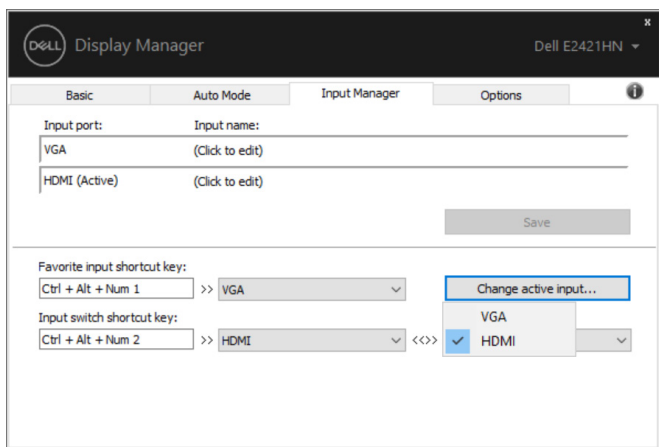 x
DELL Display Manager Dell E2421HN
Basic Auto Mode Input Manager Options i
Input port: Input name:
VGA (Click to edit)
HDMI (Active) (Click to edit)
Save
Favorite input shortcut key:
Ctrl + Alt + Num 1 >> VGA Change active input...
Input switch shortcut key:
VGA
Ctrl + Alt + Num 2 >> HDMI <<>> HDMI